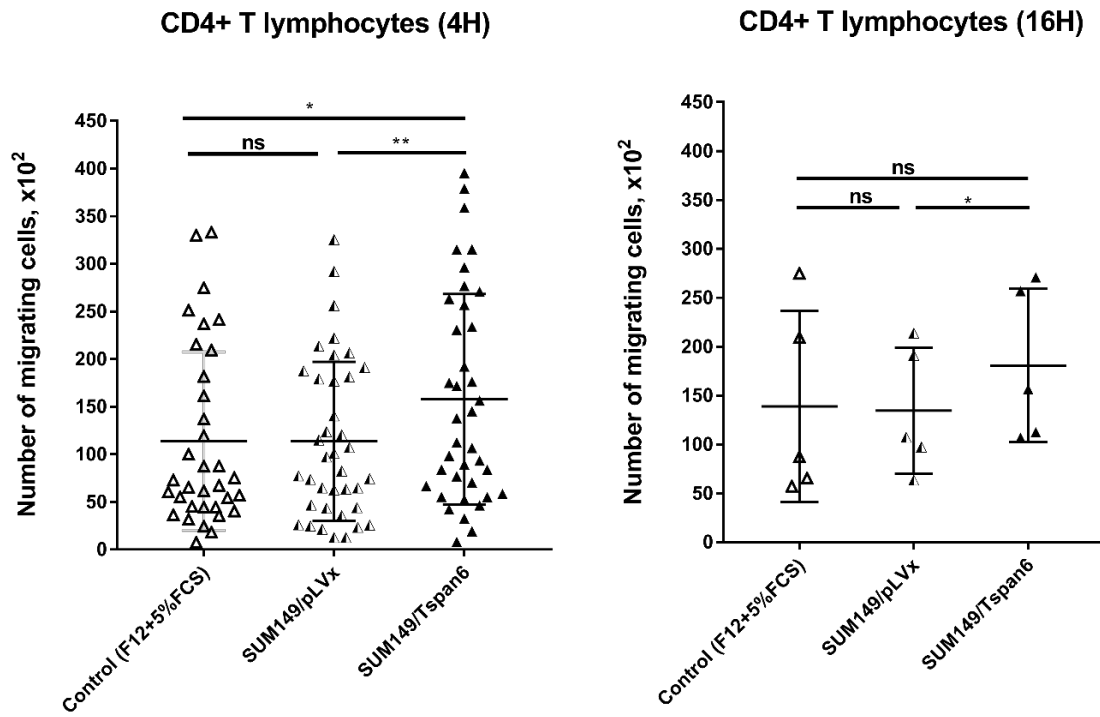 CD4+ T lymphocytes (4H)
Number of migrating cells, x10²
450
400
350
300
250
200
150
100
50
0
*
ns
**
Control (F12+5%FCS)
SUM149/pLVx
SUM149/Tspan6
CD4+ T lymphocytes (16H)
Number of migrating cells, x10²
450
400
350
300
250
200
150
100
50
0
ns
ns
*
Control (F12+5%FCS)
SUM149/pLVx
SUM149/Tspan6